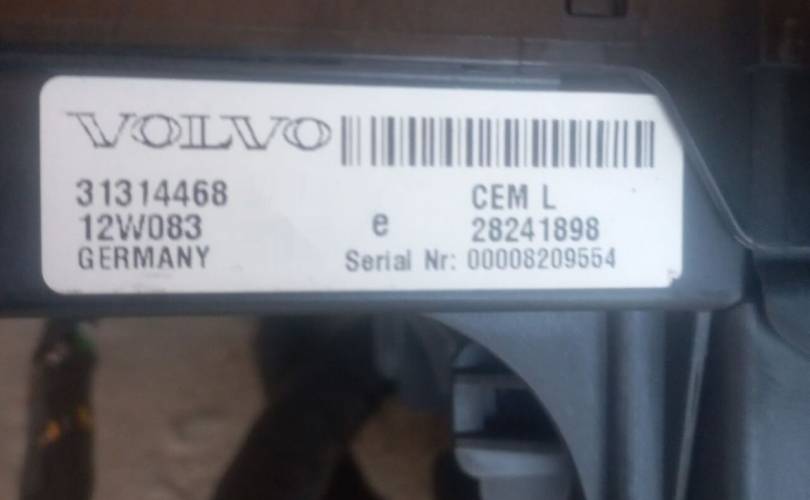 VOLVO
31314468 CEM L
12W083 e 28241898
GERMANY Serial Nr: 00008209554